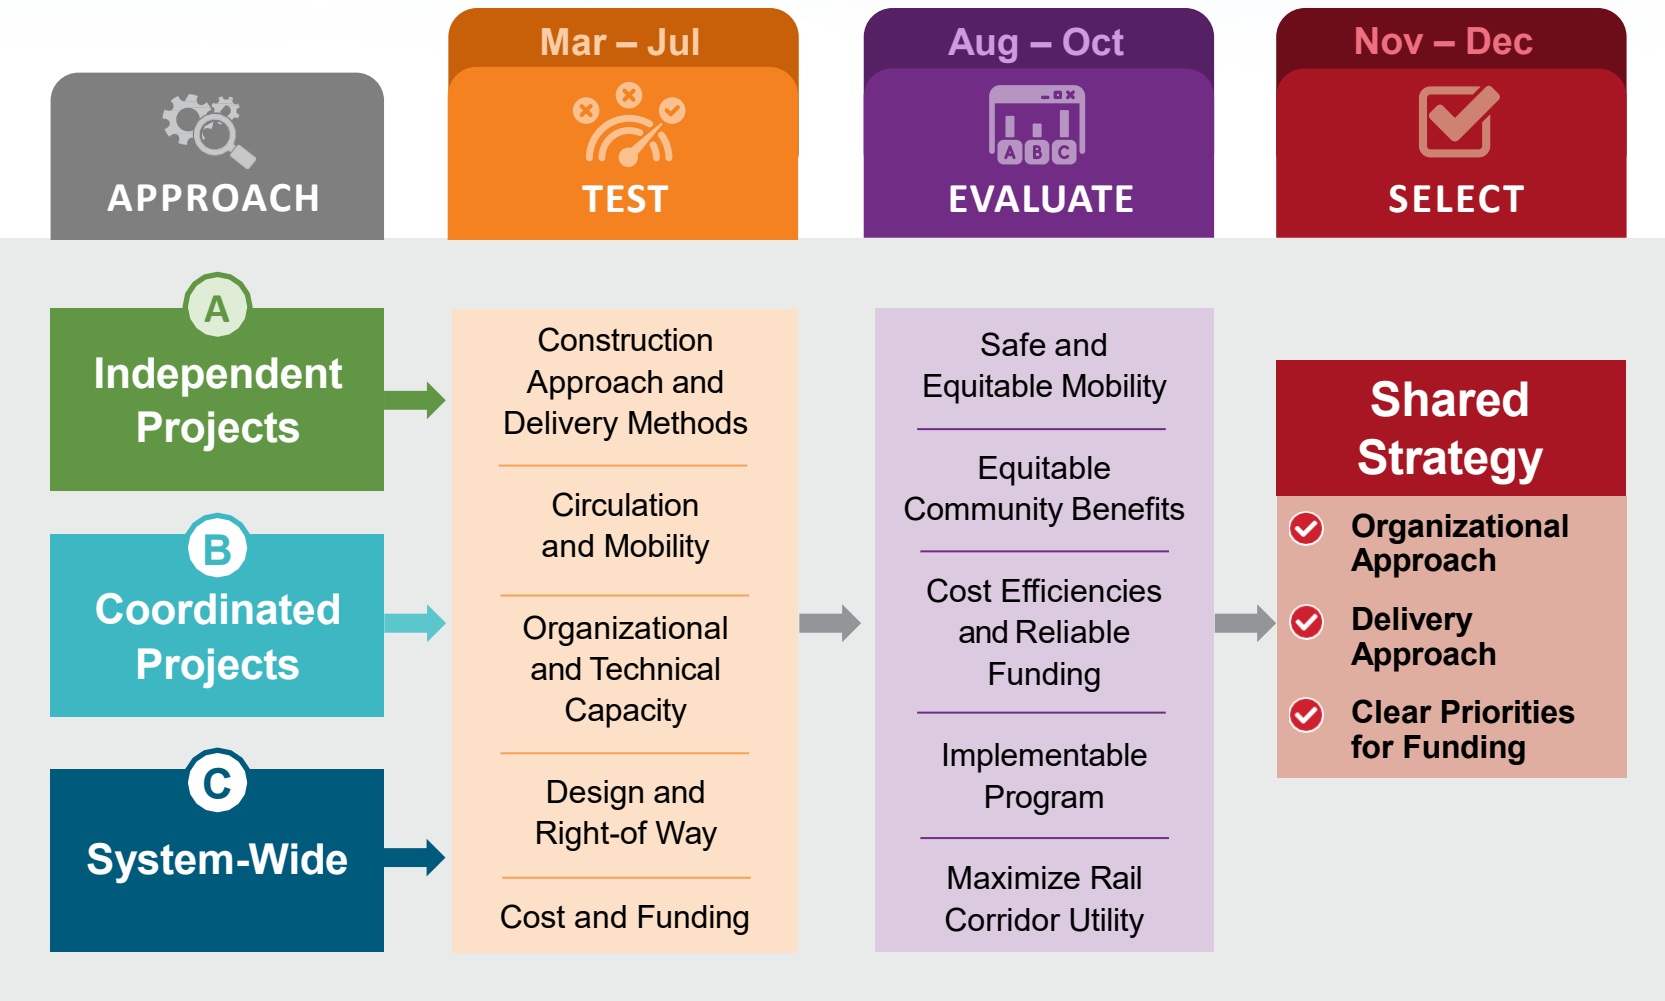 APPROACH
Mar – Jul
TEST
Aug – Oct
A B C
EVALUATE
Nov – Dec
SELECT
A
Independent
Projects
B
Coordinated
Projects
C
System-Wide
Construction
Approach and
Delivery Methods
Circulation
and Mobility
Organizational
and Technical
Capacity
Design and
Right-of Way
Cost and Funding
Safe and
Equitable Mobility
Equitable
Community Benefits
Cost Efficiencies
and Reliable
Funding
Implementable
Program
Maximize Rail
Corridor Utility
Shared
Strategy
Organizational
Approach
Delivery
Approach
Clear Priorities
for Funding